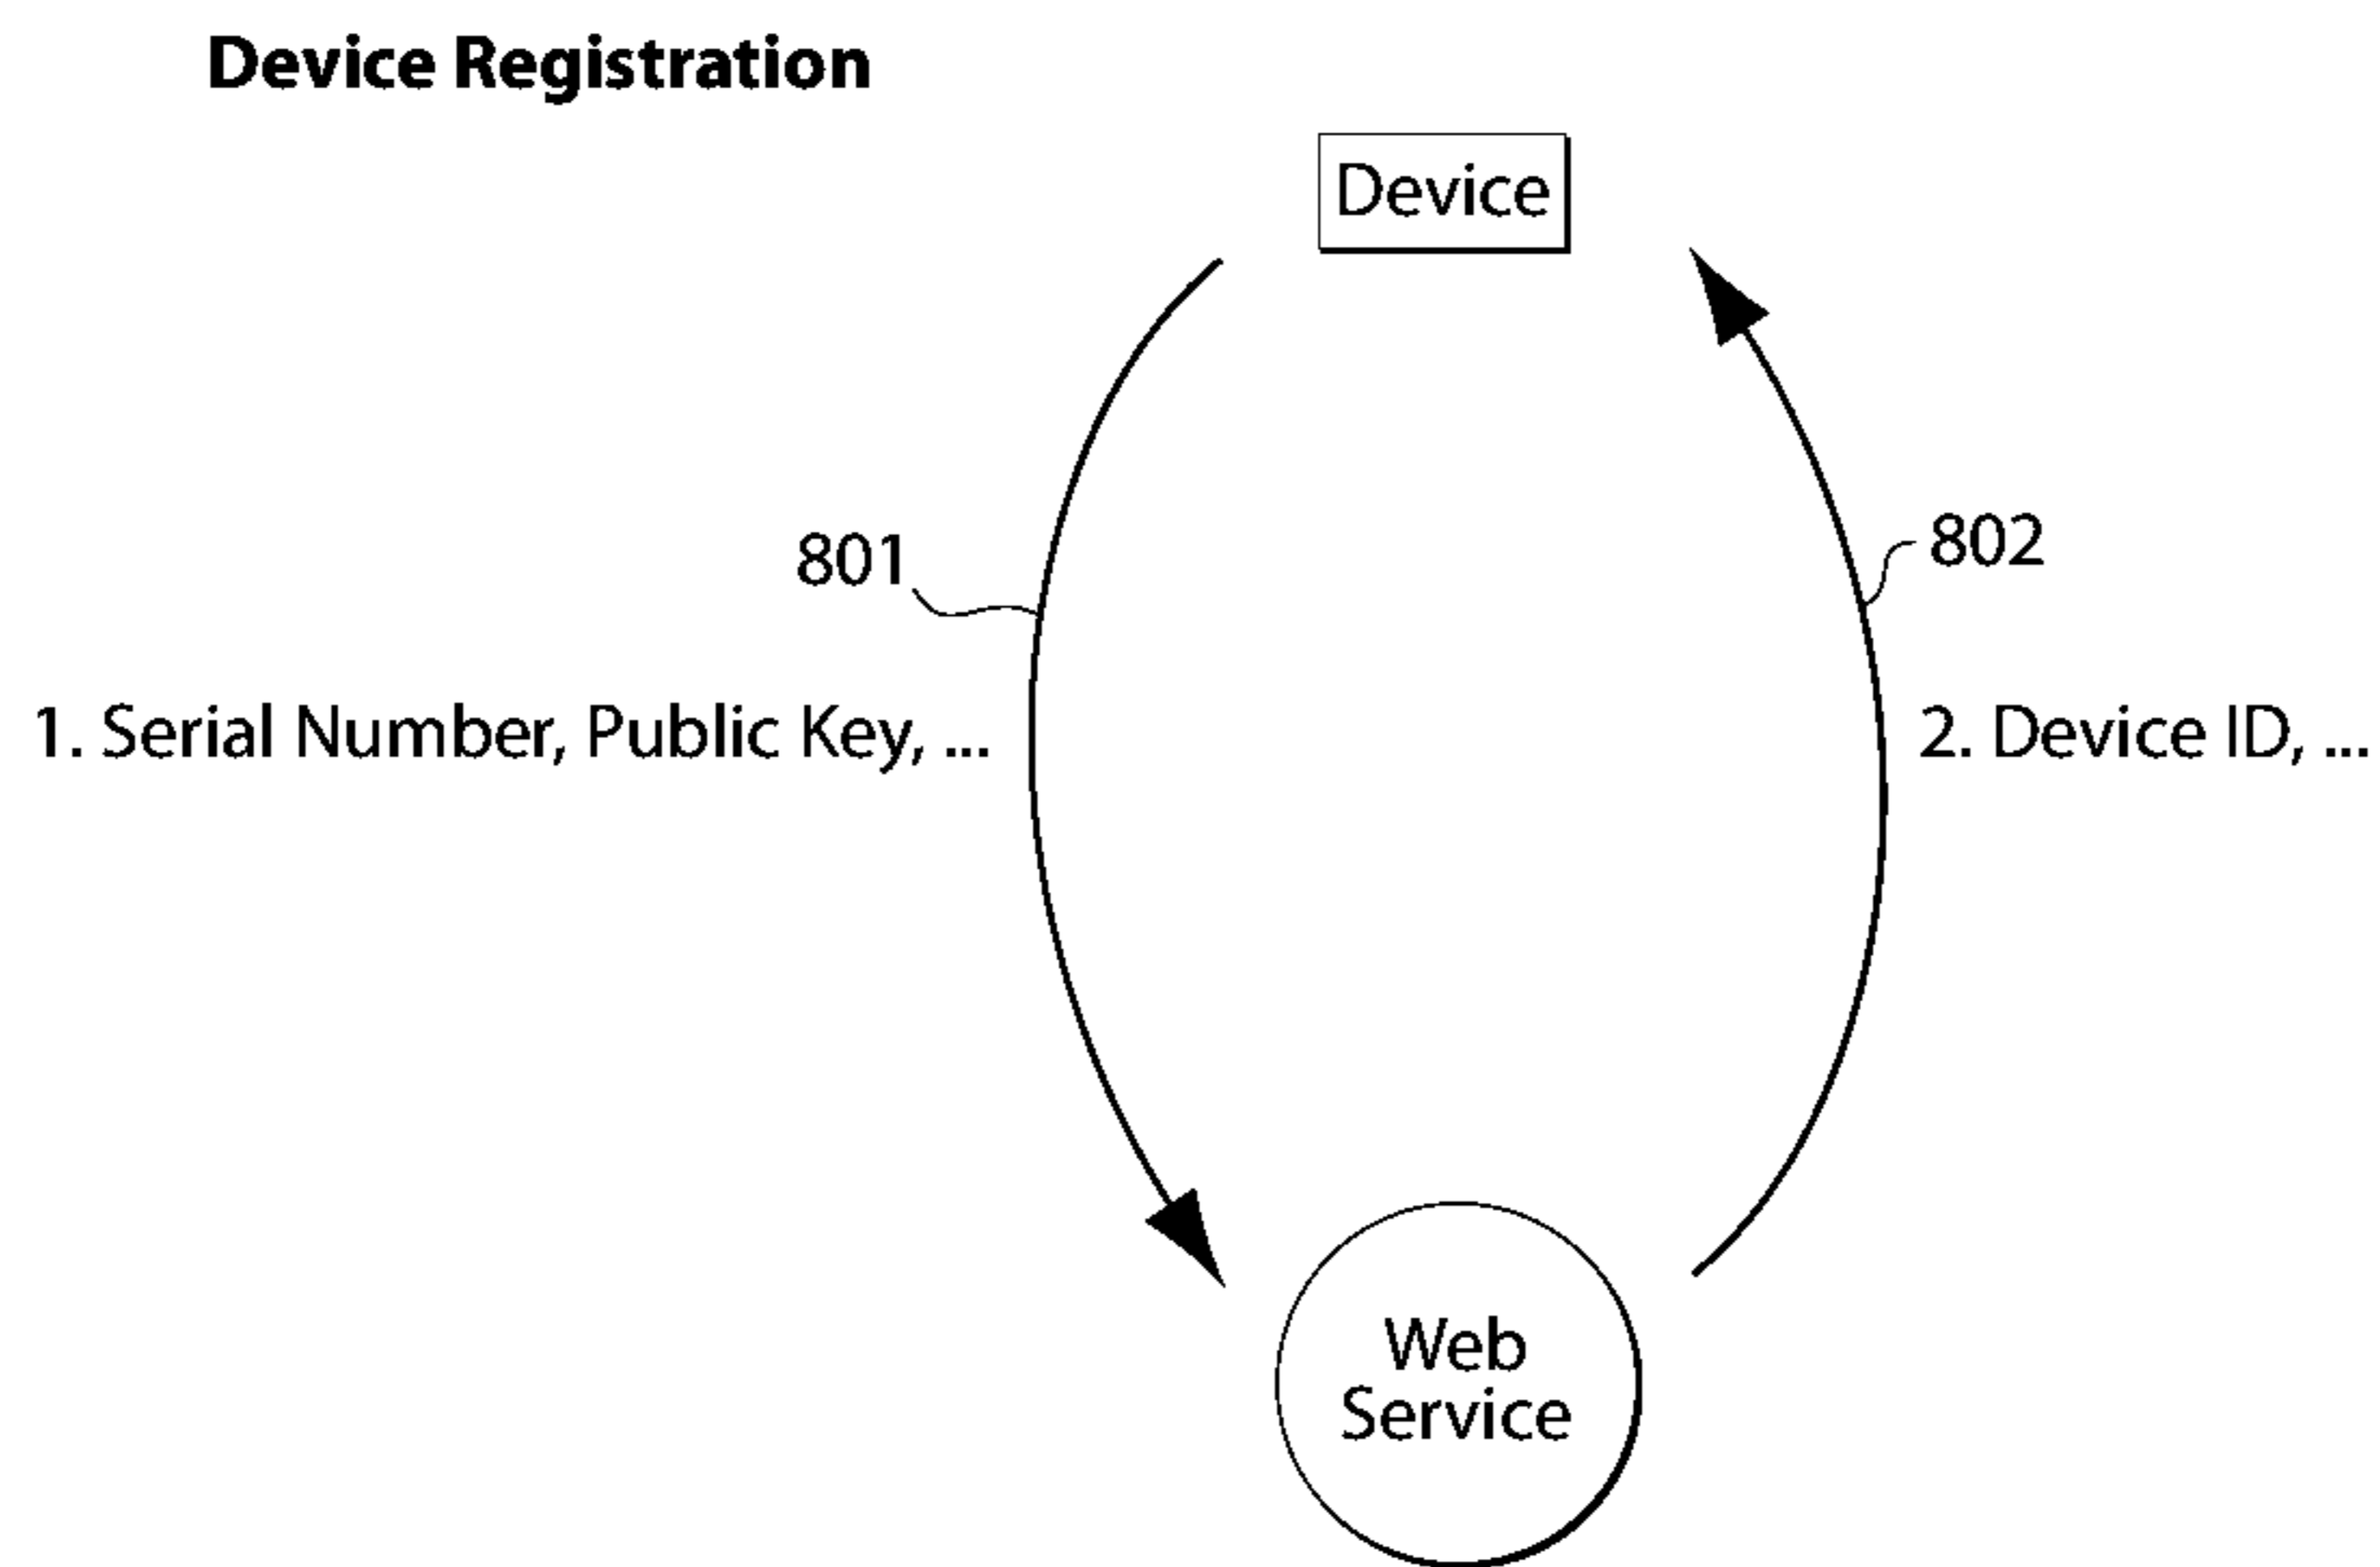 Device Registration
Device
801
802
1. Serial Number, Public Key, ...
2. Device ID, ...
Web
Service